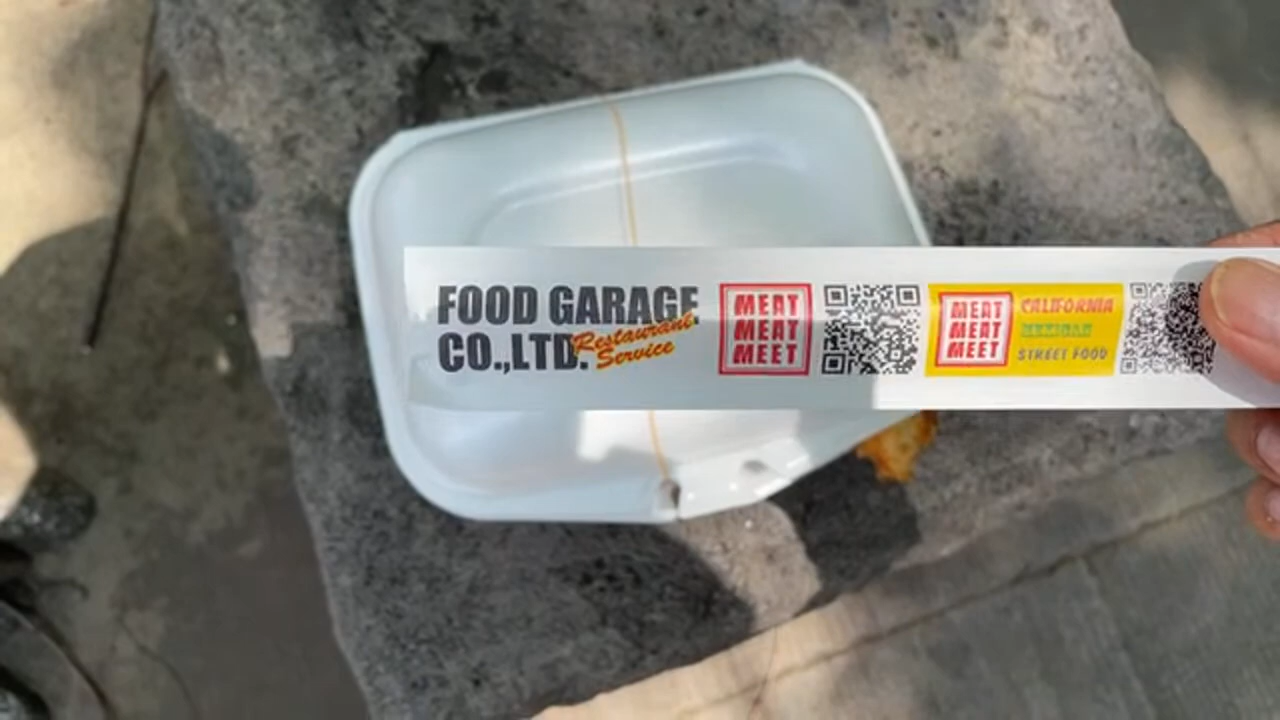 FOOD GARAGE
CO.,LTD.
Restaurant
Service
MEAT
MEAT
MEET
MEAT
MEAT
MEET
CALIFORNIA
MEXICAN
STREET FOOD